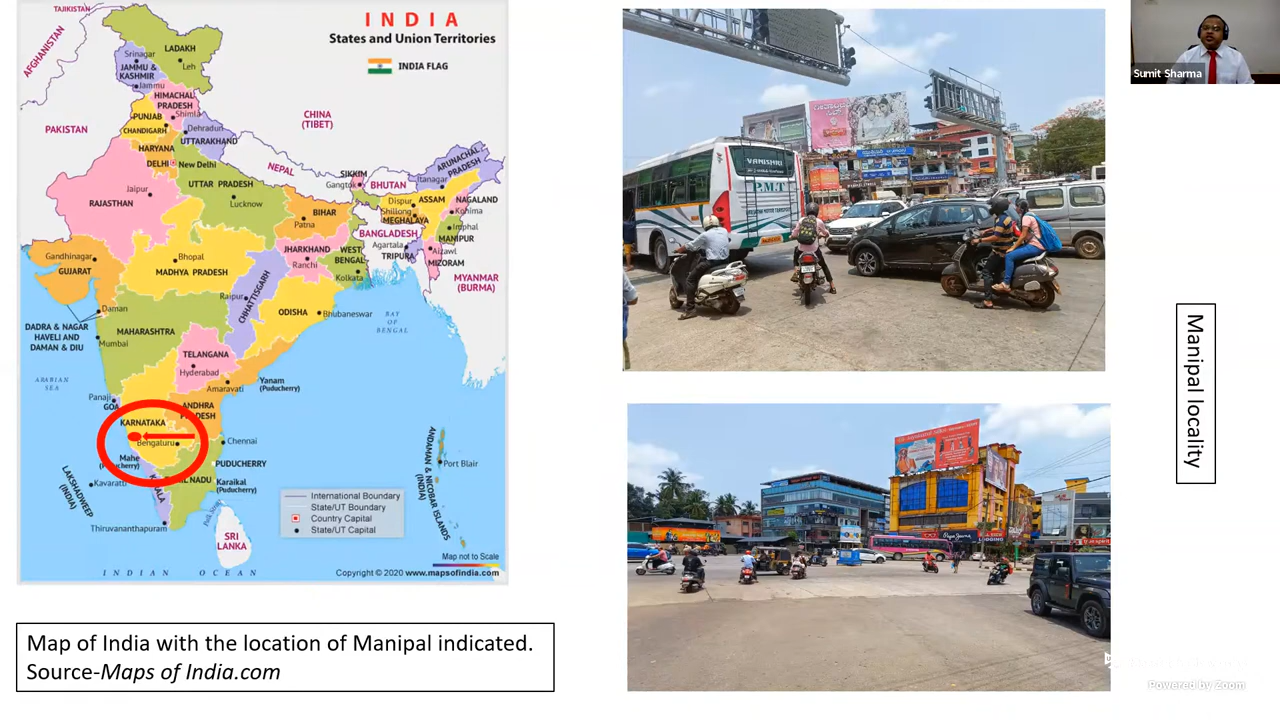 INDIA
States and Union Territories
INDIA FLAG
TAJIKISTAN
AFGHANISTAN
PAKISTAN
CHINA
(TIBET)
NEPAL
BHUTAN
BANGLADESH
MYANMAR
(BURMA)
SRI
LANKA
LADAKH
Leh
Srinagar
JAMMU &
KASHMIR
Jammu
HIMACHAL
PRADESH
Shimla
PUNJAB
CHANDIGARH
Dehradun
UTTARAKHAND
HARYANA
DELHI
New Delhi
UTTAR PRADESH
Lucknow
Jaipur
RAJASTHAN
BIHAR
Patna
SIKKIM
Gangtok
ARUNACHAL
PRADESH
Itanagar
Dispur
ASSAM
NAGALAND
Kohima
Shillong
MEGHALAYA
Imphal
MANIPUR
Agartala
TRIPURA
Aizawl
MIZORAM
Gandhinagar
GUJARAT
Bhopal
MADHYA PRADESH
JHARKHAND
Ranchi
WEST
BENGAL
Kolkata
Raipur
CHHATTISGARH
ODISHA
Bhubaneswar
Daman
DADRA & NAGAR
HAVELI AND
DAMAN & DIU
MAHARASHTRA
Mumbai
TELANGANA
Hyderabad
Amaravati
Yanam
(Puducherry)
BAY
OF
BENGAL
ARABIAN
SEA
Panaji
GOA
KARNATAKA
Bengaluru
ANDHRA
PRADESH
Chennai
Mahe
PUDUCHERRY
Karaikal
(Puducherry)
LAKSHADWEEP
(INDIA)
Kavaratti
Thiruvananthapuram
ANDAMAN & NICOBAR ISLANDS
(INDIA)
Port Blair
International Boundary
State/UT Boundary
Country Capital
State/UT Capital
Map not to Scale
INDIAN OCEAN
Copyright © 2020 www.mapsofindia.com
Map of India with the location of Manipal indicated.
Source-Maps of India.com
VAMISHRI
P.M.T
LODGING
Manipal locality
Sumit Sharma
Powered by Zoom